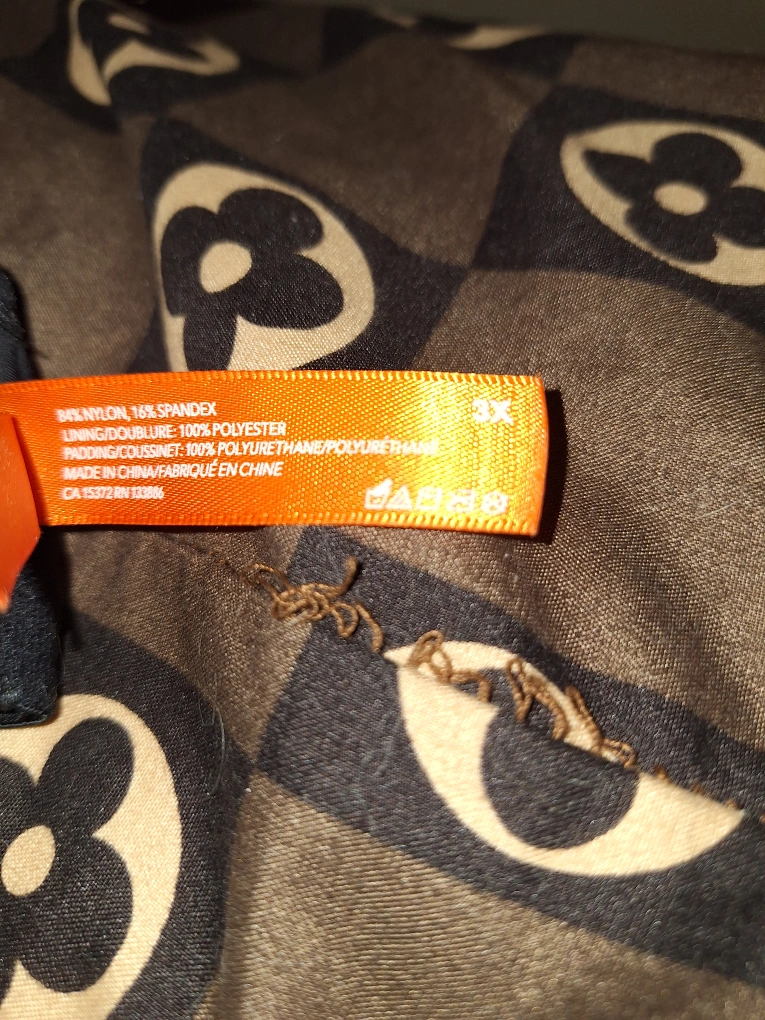 84% NYLON, 16% SPANDEX
3X
LINING/DOUBLURE: 100% POLYESTER
PADDING/COUSSINET: 100% POLYURETHANE/POLYURÉTHANE
MADE IN CHINA/FABRIQUÉ EN CHINE
CA 15372 RN 133886